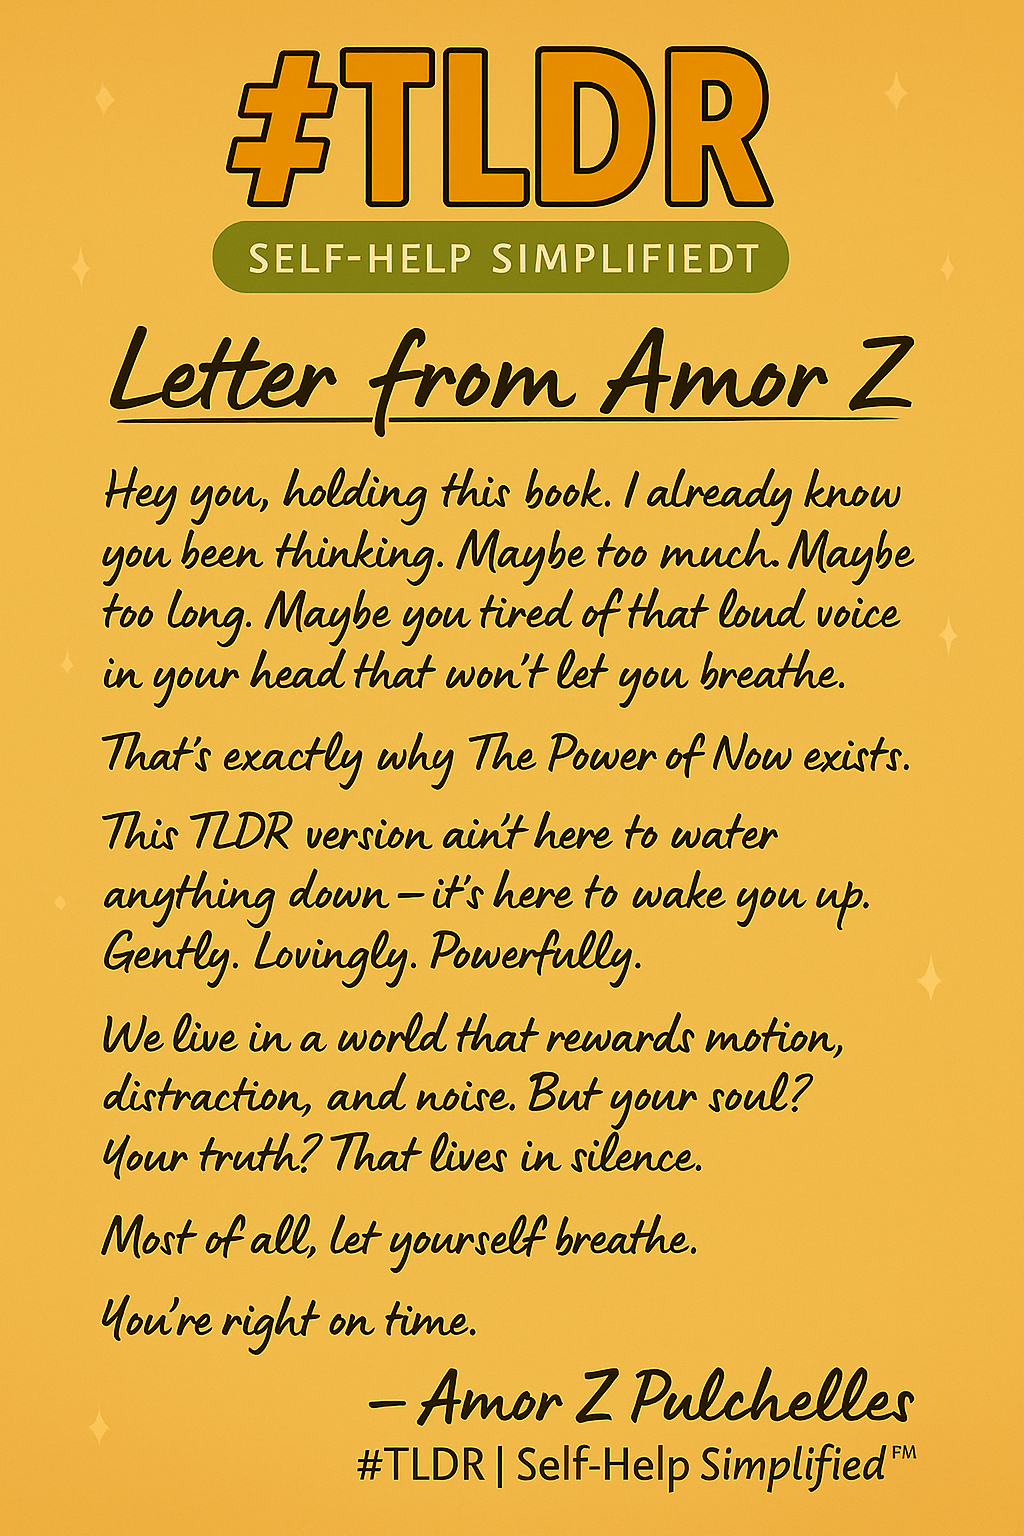 #TLDR
SELF-HELP SIMPLIFIEDT
Letter from Amor Z
Hey you, holding this book. I already know
you been thinking. Maybe too much. Maybe
too long. Maybe you tired of that loud voice
in your head that won't let you breathe.
That's exactly why The Power of Now exists.
This TLDR version ain't here to water
anything down – it's here to wake you up.
Gently. Lovingly. Powerfully.
We live in a world that rewards motion,
distraction, and noise. But your soul?
Your truth? That lives in silence.
Most of all, let yourself breathe.
You're right on time.
– Amor Z Pulchelles
#TLDR | Self-Help Simplified FM